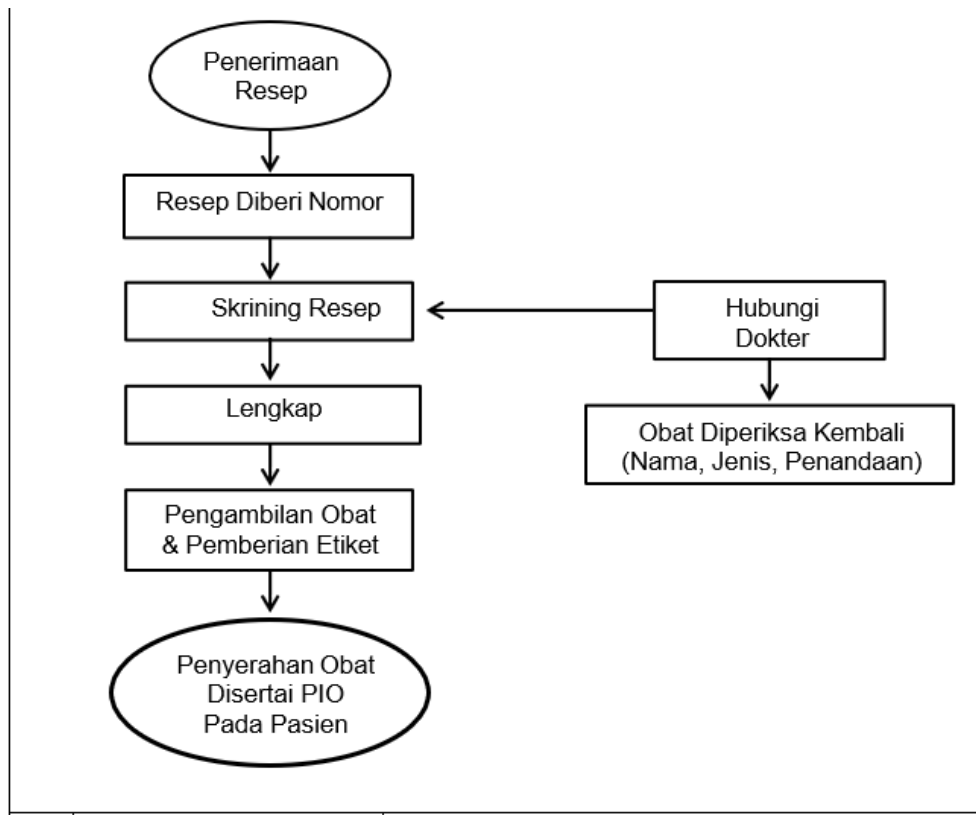 Penerimaan
Resep
Resep Diberi Nomor
Skrining Resep
Hubungi
Dokter
Lengkap
Obat Diperiksa Kembali
(Nama, Jenis, Penandaan)
Pengambilan Obat
& Pemberian Etiket
Penyerahan Obat
Disertai PIO
Pada Pasien